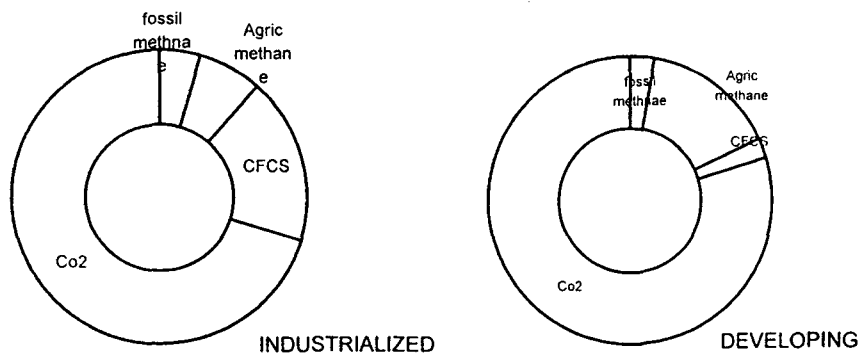 fossil
methna
e
Agric
methan
e
CFCS
Co2
INDUSTRIALIZED
fossil
methnae
Agric
methane
CFCS
Co2
DEVELOPING